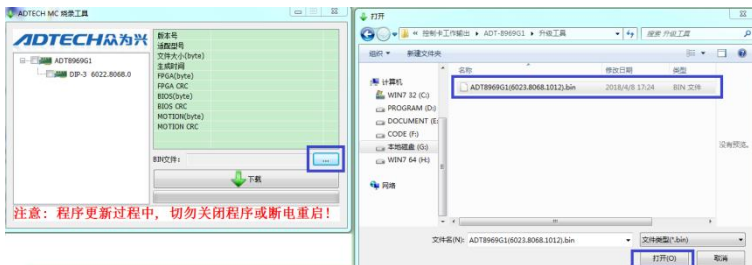 ADTECH MC 烧录工具
ADTECH众为兴
ADT8969G1
DIP-3 6022.8068.0
版本号
适配型号
文件大小(byte)
生成时间
FPGA(byte)
FPGA CRC
BIOS(byte)
BIOS CRC
MOTION(byte)
MOTION CRC
BIN文件:
...
下载
注意: 程序更新过程中, 切勿关闭程序或断电重启!
打开
« 控制卡工作输出 ▸ ADT-8969G1 ▸ 升级工具
搜索 升级工具
组织 ▾ 新建文件夹
名称 修改日期 类型
ADT8969G1(6023.8068.1012).bin 2018/4/8 17:24 BIN 文件
计算机
WIN7 32 (C:)
PROGRAM (D:)
DOCUMENT (E:
CODE (F:)
本地磁盘 (G:)
WIN7 64 (H:)
网络
没有预览。
文件名(N): ADT8969G1(6023.8068.1012).bin
文件类型(*.bin)
打开(O) 取消